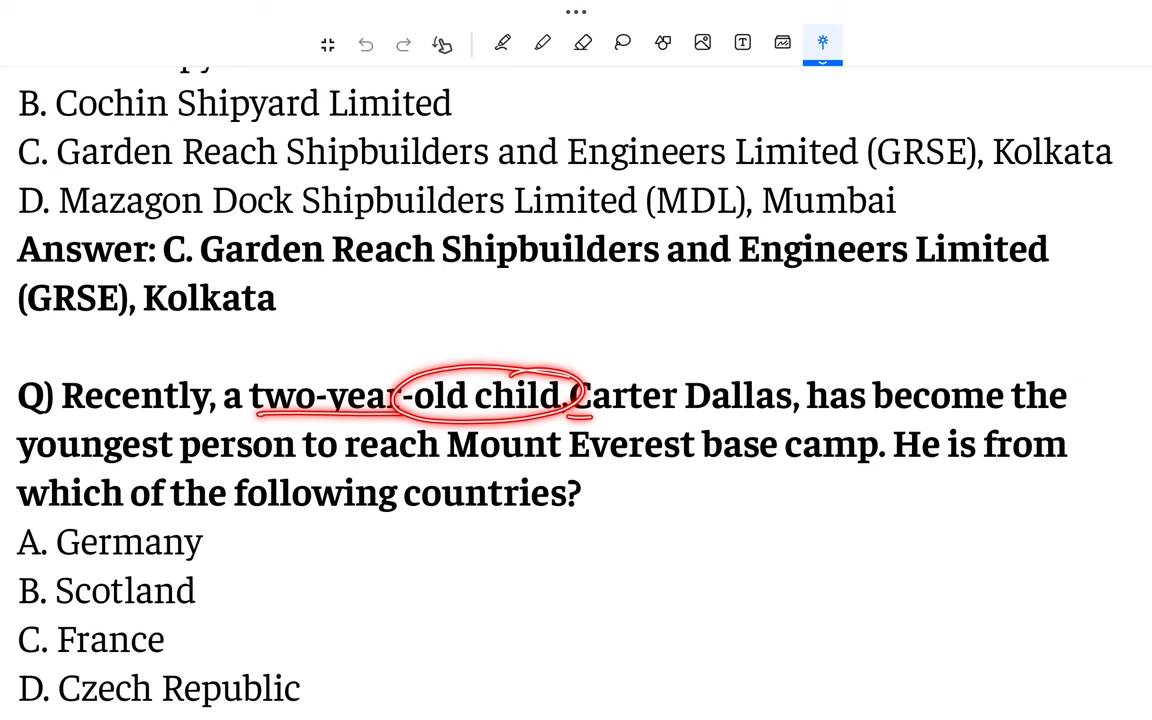 B. Cochin Shipyard Limited
C. Garden Reach Shipbuilders and Engineers Limited (GRSE), Kolkata
D. Mazagon Dock Shipbuilders Limited (MDL), Mumbai
Answer: C. Garden Reach Shipbuilders and Engineers Limited
(GRSE), Kolkata
Q) Recently, a two-year-old child, Carter Dallas, has become the
youngest person to reach Mount Everest base camp. He is from
which of the following countries?
A. Germany
B. Scotland
C. France
D. Czech Republic